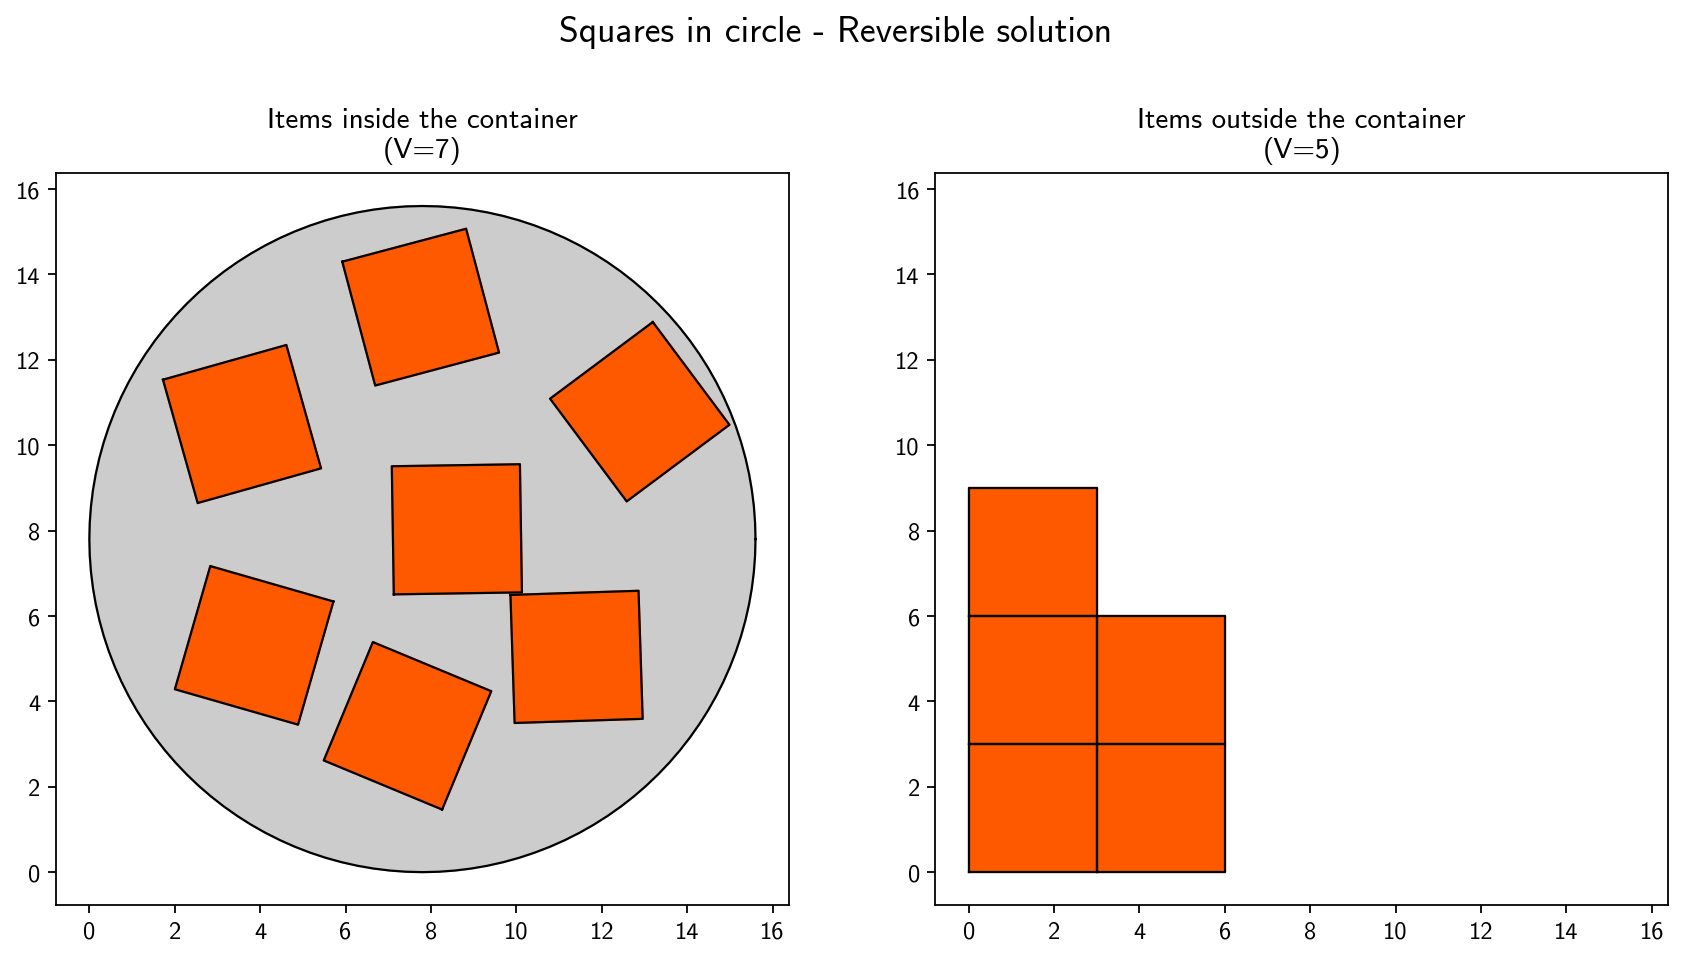 Squares in circle - Reversible solution
Items inside the container
(V=7)
16
14
12
10
8
6
4
2
0
0 2 4 6 8 10 12 14 16
Items outside the container
(V=5)
16
14
12
10
8
6
4
2
0
0 2 4 6 8 10 12 14 16